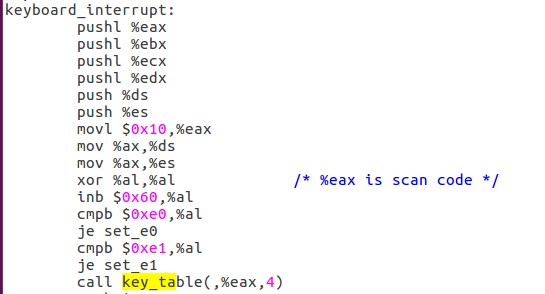 keyboard_interrupt:
pushl %eax
pushl %ebx
pushl %ecx
pushl %edx
push %ds
push %es
movl $0x10,%eax
mov %ax,%ds
mov %ax,%es
xor %al,%al /* %eax is scan code */
inb $0x60,%al
cmpb $0xe0,%al
je set_e0
cmpb $0xe1,%al
je set_e1
call key_table(,%eax,4)